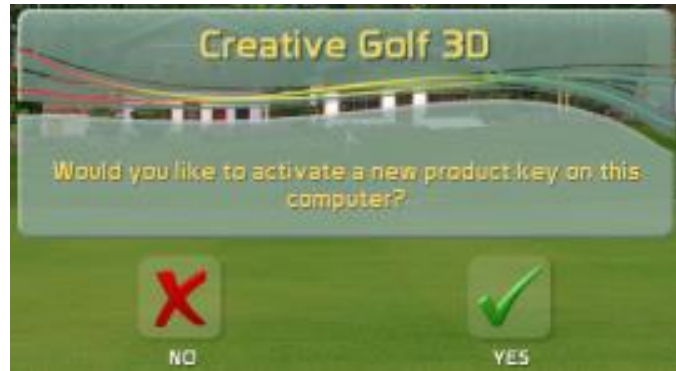 Creative Golf 3D
Would you like to activate a new product key on this
computer?
NO
YES